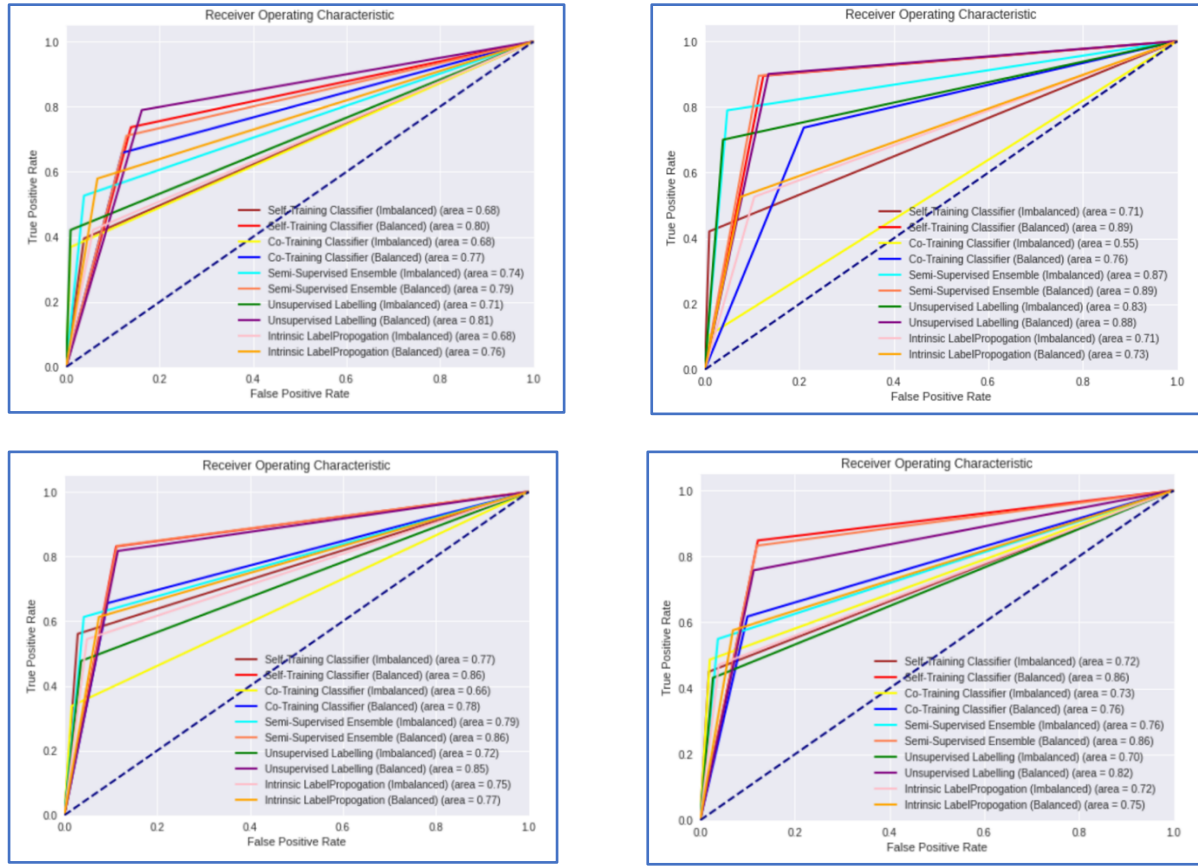 Receiver Operating Characteristic
True Positive Rate
1.0
0.8
0.6
0.4
0.2
0.0
Self-Training Classifier (Imbalanced) (area = 0.68)
Self-Training Classifier (Balanced) (area = 0.80)
Co-Training Classifier (Imbalanced) (area = 0.68)
Co-Training Classifier (Balanced) (area = 0.77)
Semi-Supervised Ensemble (Imbalanced) (area = 0.74)
Semi-Supervised Ensemble (Balanced) (area = 0.79)
Unsupervised Labelling (Imbalanced) (area = 0.71)
Unsupervised Labelling (Balanced) (area = 0.81)
Intrinsic LabelPropogation (Imbalanced) (area = 0.68)
Intrinsic LabelPropogation (Balanced) (area = 0.76)
0.0 0.2 0.4 0.6 0.8 1.0
False Positive Rate
Receiver Operating Characteristic
True Positive Rate
1.0
0.8
0.6
0.4
0.2
0.0
Self-Training Classifier (Imbalanced) (area = 0.71)
Self-Training Classifier (Balanced) (area = 0.89)
Co-Training Classifier (Imbalanced) (area = 0.55)
Co-Training Classifier (Balanced) (area = 0.76)
Semi-Supervised Ensemble (Imbalanced) (area = 0.87)
Semi-Supervised Ensemble (Balanced) (area = 0.89)
Unsupervised Labelling (Imbalanced) (area = 0.83)
Unsupervised Labelling (Balanced) (area = 0.88)
Intrinsic LabelPropogation (Imbalanced) (area = 0.71)
Intrinsic LabelPropogation (Balanced) (area = 0.73)
0.0 0.2 0.4 0.6 0.8 1.0
False Positive Rate
Receiver Operating Characteristic
True Positive Rate
1.0
0.8
0.6
0.4
0.2
0.0
Self-Training Classifier (Imbalanced) (area = 0.77)
Self-Training Classifier (Balanced) (area = 0.86)
Co-Training Classifier (Imbalanced) (area = 0.66)
Co-Training Classifier (Balanced) (area = 0.78)
Semi-Supervised Ensemble (Imbalanced) (area = 0.79)
Semi-Supervised Ensemble (Balanced) (area = 0.86)
Unsupervised Labelling (Imbalanced) (area = 0.72)
Unsupervised Labelling (Balanced) (area = 0.85)
Intrinsic LabelPropogation (Imbalanced) (area = 0.75)
Intrinsic LabelPropogation (Balanced) (area = 0.77)
0.0 0.2 0.4 0.6 0.8 1.0
False Positive Rate
Receiver Operating Characteristic
True Positive Rate
1.0
0.8
0.6
0.4
0.2
0.0
Self-Training Classifier (Imbalanced) (area = 0.72)
Self-Training Classifier (Balanced) (area = 0.86)
Co-Training Classifier (Imbalanced) (area = 0.73)
Co-Training Classifier (Balanced) (area = 0.76)
Semi-Supervised Ensemble (Imbalanced) (area = 0.76)
Semi-Supervised Ensemble (Balanced) (area = 0.86)
Unsupervised Labelling (Imbalanced) (area = 0.70)
Unsupervised Labelling (Balanced) (area = 0.82)
Intrinsic LabelPropogation (Imbalanced) (area = 0.72)
Intrinsic LabelPropogation (Balanced) (area = 0.75)
0.0 0.2 0.4 0.6 0.8 1.0
False Positive Rate